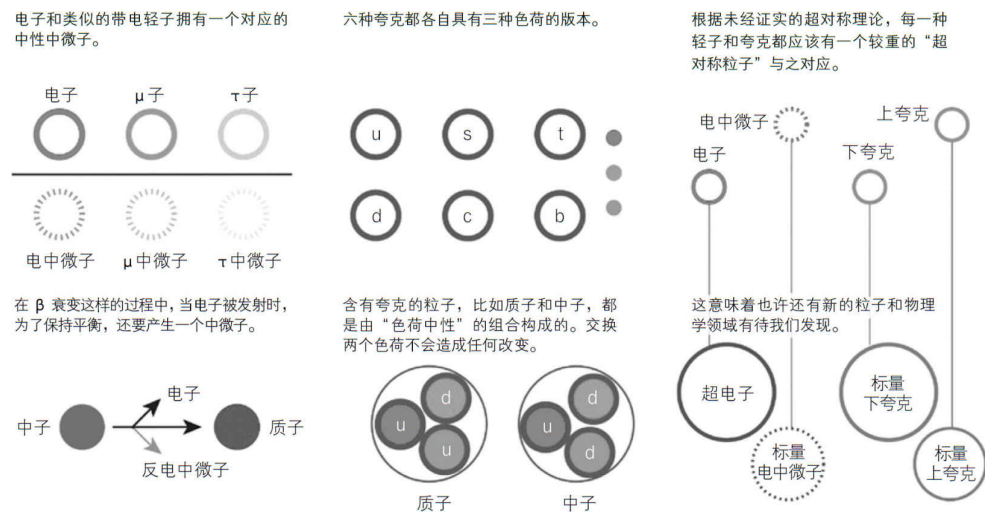 电子和类似的带电轻子拥有一个对应的
中性中微子。
电子
μ子
τ子
电中微子
μ中微子
τ中微子
在 β 衰变这样的过程中，当电子被发射时，
为了保持平衡，还要产生一个中微子。
中子
电子
反电中微子
质子
六种夸克都各自具有三种色荷的版本。
u
s
t
d
c
b
含有夸克的粒子，比如质子和中子，都
是由“色荷中性”的组合构成的。交换
两个色荷不会造成任何改变。
d
u
u
质子
d
u
d
中子
根据未经证实的超对称理论，每一种
轻子和夸克都应该有一个较重的“超
对称粒子”与之对应。
电中微子
上夸克
电子
下夸克
这意味着也许还有新的粒子和物理
学领域有待我们发现。
超电子
标量
下夸克
标量
电中微子
标量
上夸克